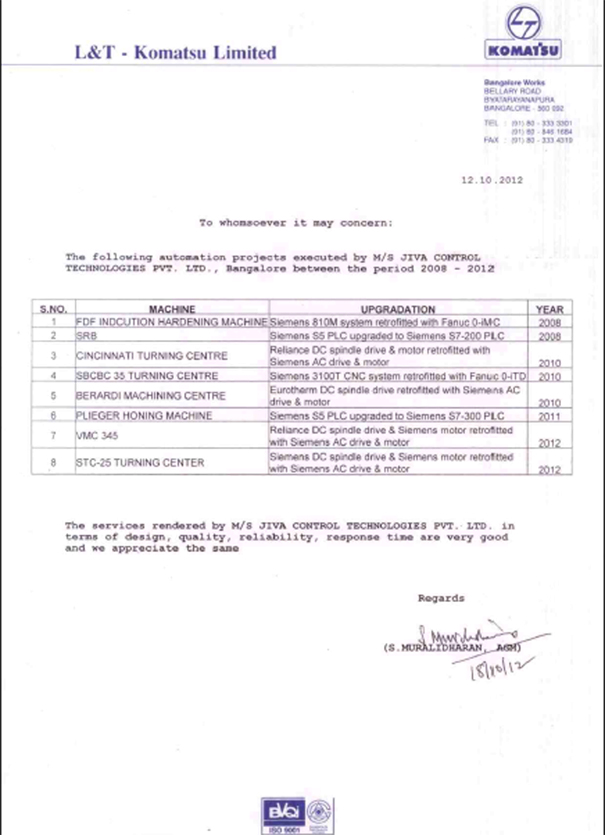 L&T - Komatsu Limited
LT
KOMATSU
Bangalore Works
BELLARY ROAD
BYATARAYANAPURA
BANGALORE - 560 092
TEL : (91) 80 - 333 3301
(91) 80 - 846 1664
FAX : (91) 80 - 333 4319
12.10.2012
To whomsoever it may concern:
The following automation projects executed by M/S JIVA CONTROL
TECHNOLOGIES PVT. LTD., Bangalore between the period 2008 - 2012
S.NO. MACHINE UPGRADATION YEAR
1 FDF INDCUTION HARDENING MACHINE Siemens 810M system retrofitted with Fanuc 0-iMC 2008
2 SRB Siemens S5 PLC upgraded to Siemens S7-200 PLC 2008
3 CINCINNATI TURNING CENTRE Reliance DC spindle drive & motor retrofitted with
Siemens AC drive & motor 2010
4 SBCBC 35 TURNING CENTRE Siemens 3100T CNC system retrofitted with Fanuc 0-iTD 2010
5 BERARDI MACHINING CENTRE Eurotherm DC spindle drive retrofitted with Siemens AC
drive & motor 2010
6 PLIEGER HONING MACHINE Siemens S5 PLC upgraded to Siemens S7-300 PLC 2011
7 VMC 345 Reliance DC spindle drive & Siemens motor retrofitted
with Siemens AC drive & motor 2012
8 STC-25 TURNING CENTER Siemens DC spindle drive & Siemens motor retrofitted
with Siemens AC drive & motor 2012
The services rendered by M/S JIVA CONTROL TECHNOLOGIES PVT. LTD. in
terms of design, quality, reliability, response time are very good
and we appreciate the same
Regards
(S.MURALIDHARAN, AGM)
18/10/12
BVQi
ISO 9001